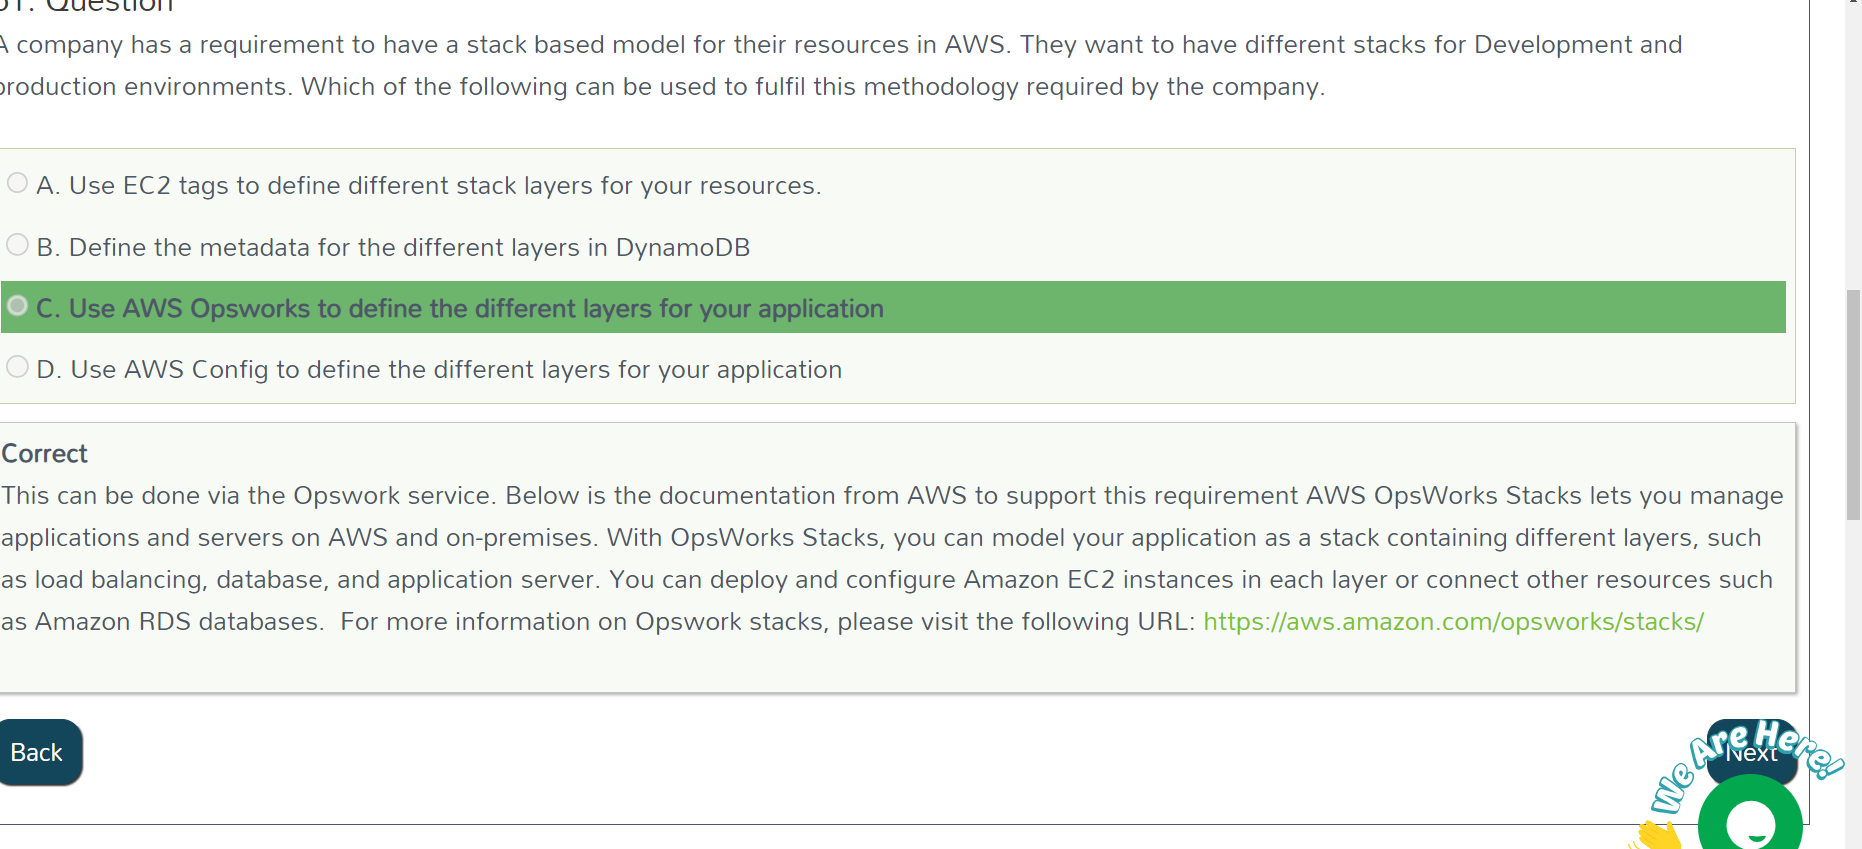 Question
A company has a requirement to have a stack based model for their resources in AWS. They want to have different stacks for Development and
production environments. Which of the following can be used to fulfil this methodology required by the company.
A. Use EC2 tags to define different stack layers for your resources.
B. Define the metadata for the different layers in DynamoDB
C. Use AWS Opsworks to define the different layers for your application
D. Use AWS Config to define the different layers for your application
Correct
This can be done via the Opswork service. Below is the documentation from AWS to support this requirement AWS OpsWorks Stacks lets you manage
applications and servers on AWS and on-premises. With OpsWorks Stacks, you can model your application as a stack containing different layers, such
as load balancing, database, and application server. You can deploy and configure Amazon EC2 instances in each layer or connect other resources such
as Amazon RDS databases.  For more information on Opswork stacks, please visit the following URL: https://aws.amazon.com/opsworks/stacks/
Back
Next
We Are Here!